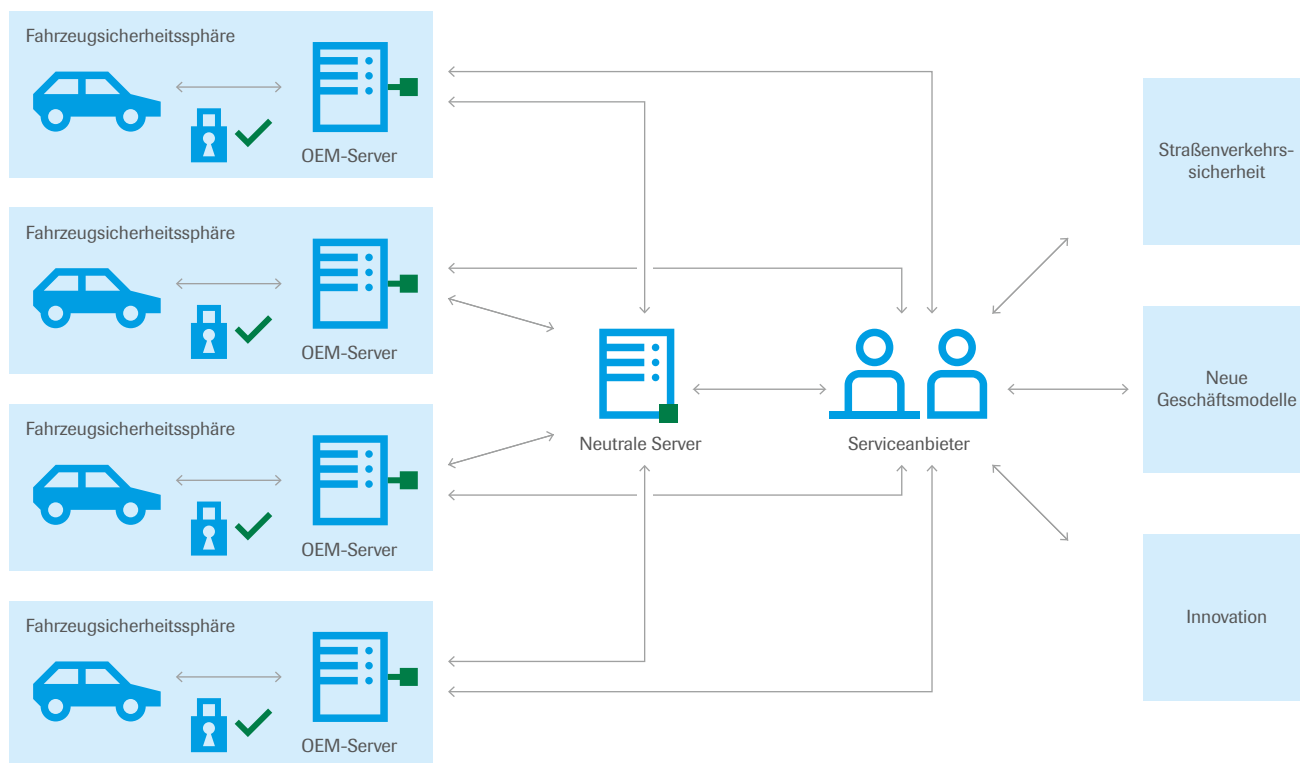 Fahrzeugsicherheitssphäre
OEM-Server
Fahrzeugsicherheitssphäre
OEM-Server
Fahrzeugsicherheitssphäre
OEM-Server
Fahrzeugsicherheitssphäre
OEM-Server
Neutrale Server
Serviceanbieter
Straßenverkehrs-
sicherheit
Neue
Geschäftsmodelle
Innovation